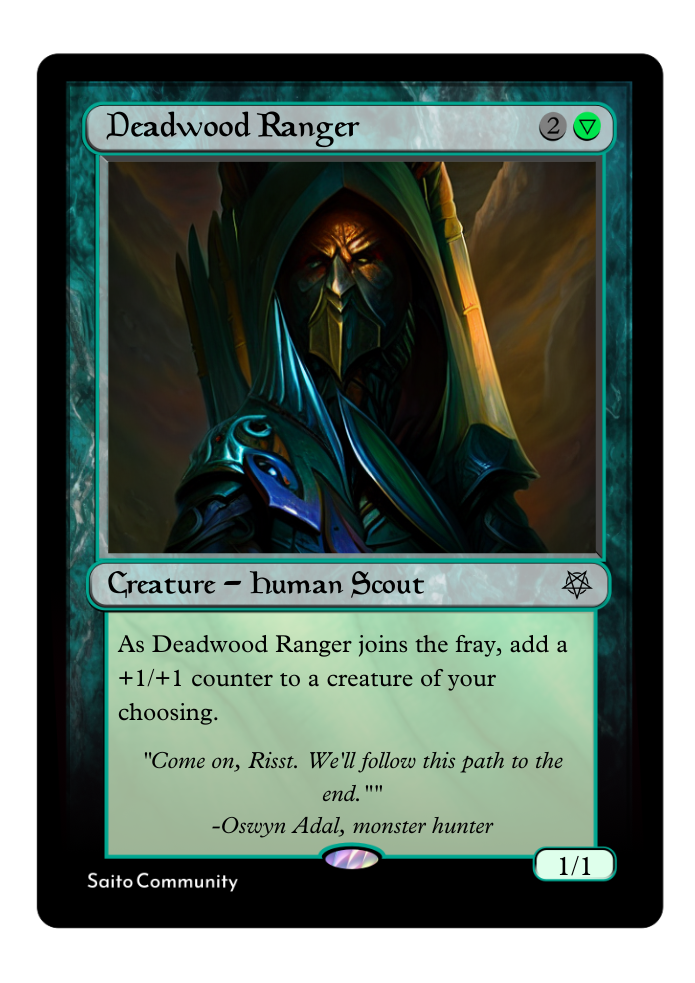 Deadwood Ranger 2
Creature – Human Scout
As Deadwood Ranger joins the fray, add a
+1/+1 counter to a creature of your
choosing.
"Come on, Risst. We'll follow this path to the
end.""
-Oswyn Adal, monster hunter
1/1
Saito Community